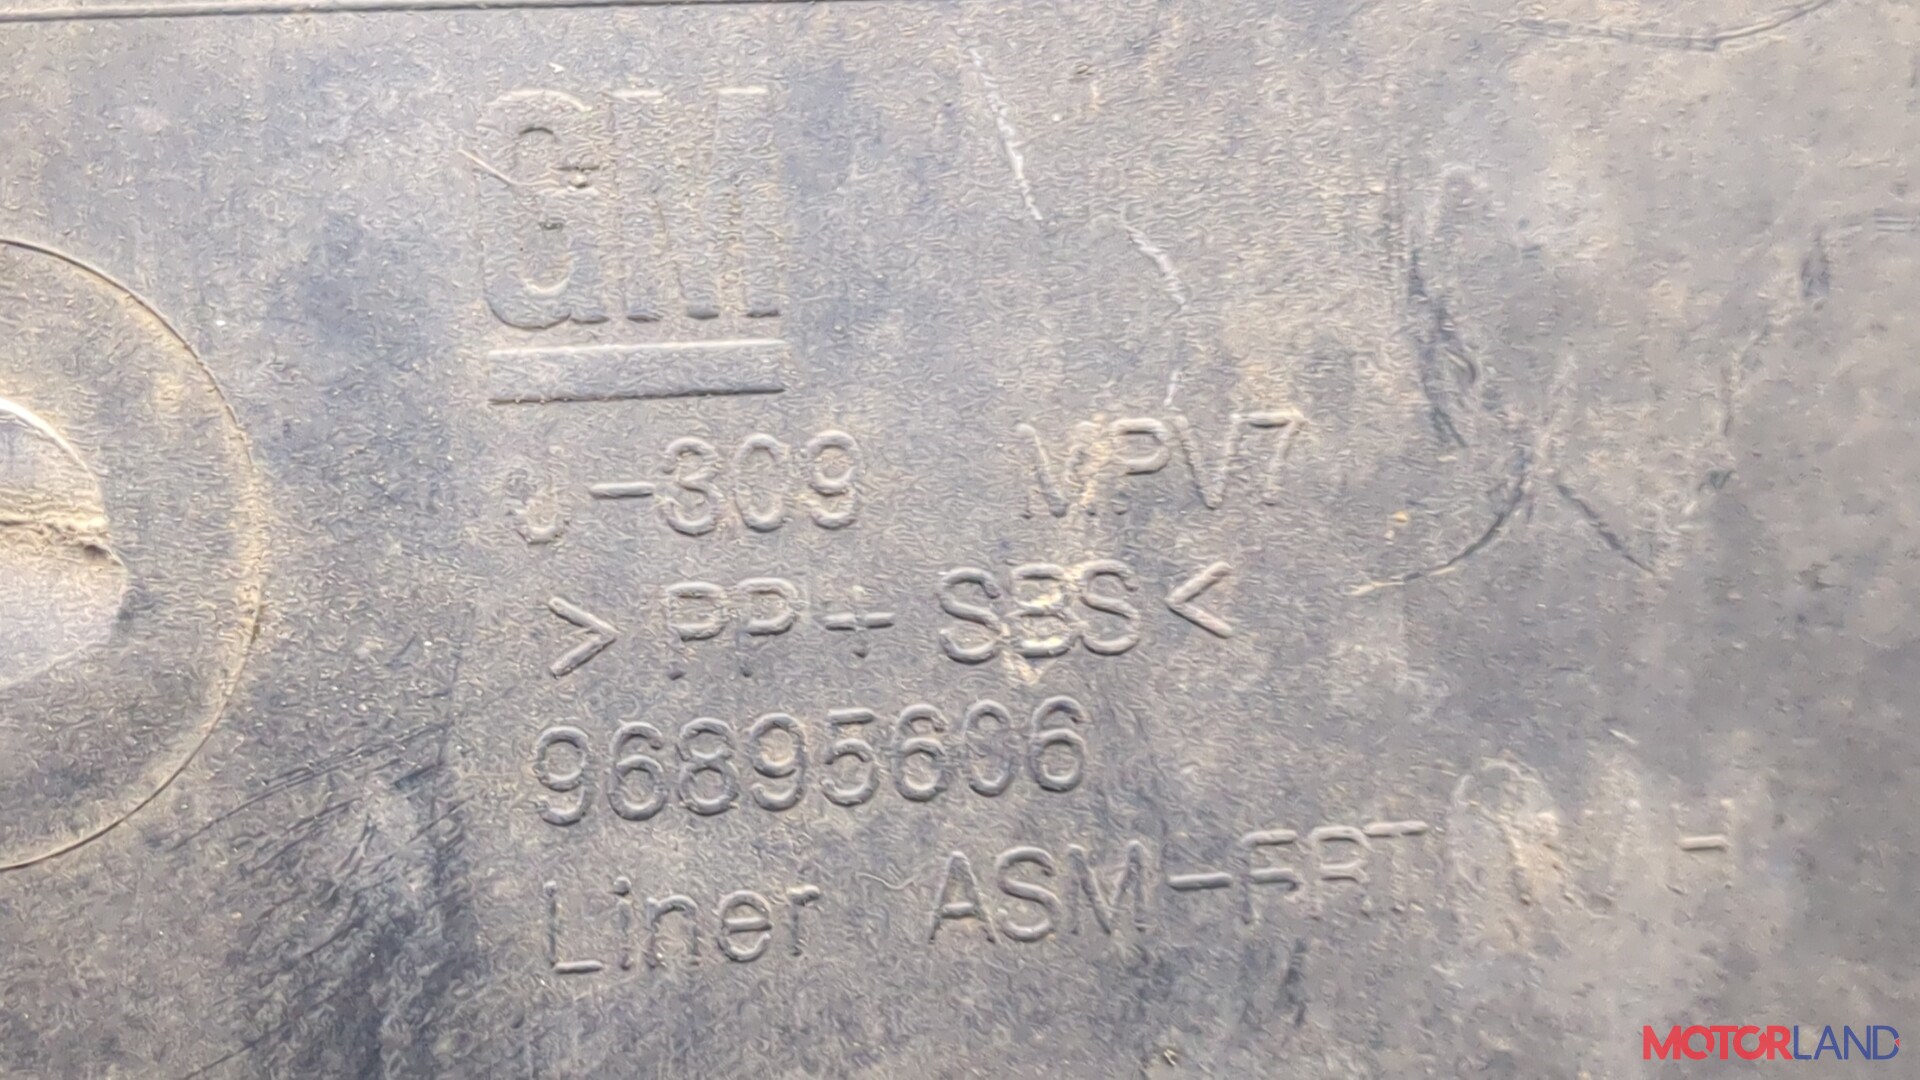 GM
J-309 MPV7
>PP+SBS<
96895606
Liner ASM-FRT
MOTORLAND